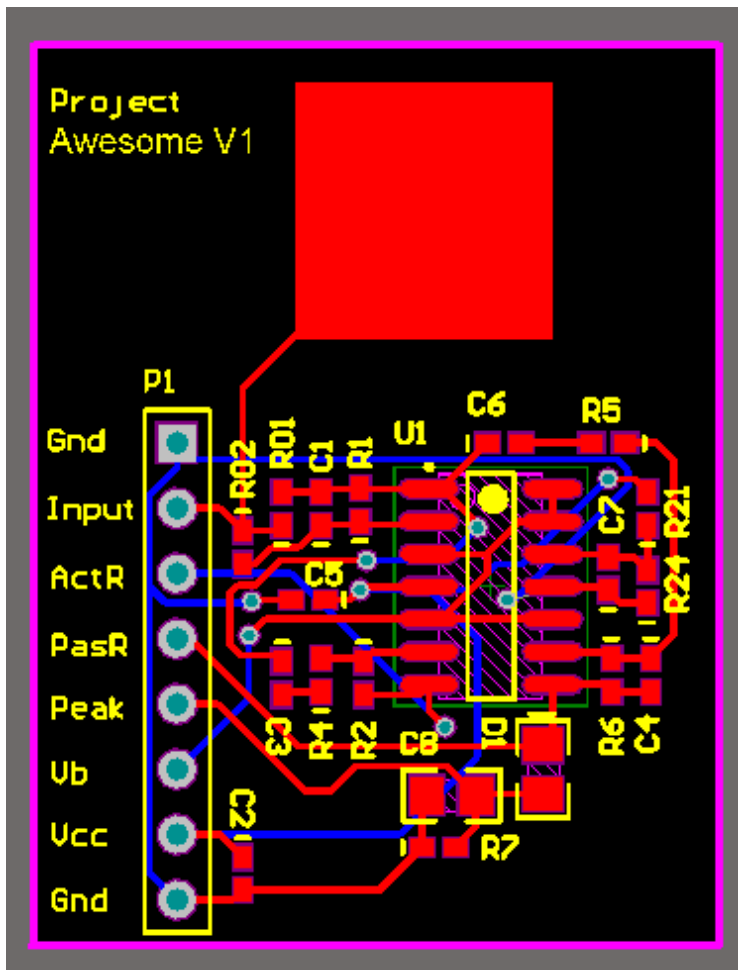 Project
Awesome V1
P1
Gnd
Input
ActR
PasR
Peak
Vb
Vcc
Gnd
R02
R01
C1
R1
U1
C6
R5
C7
R21
R24
C5
C3
R4
R2
C8
D1
R6
C4
C2
R7